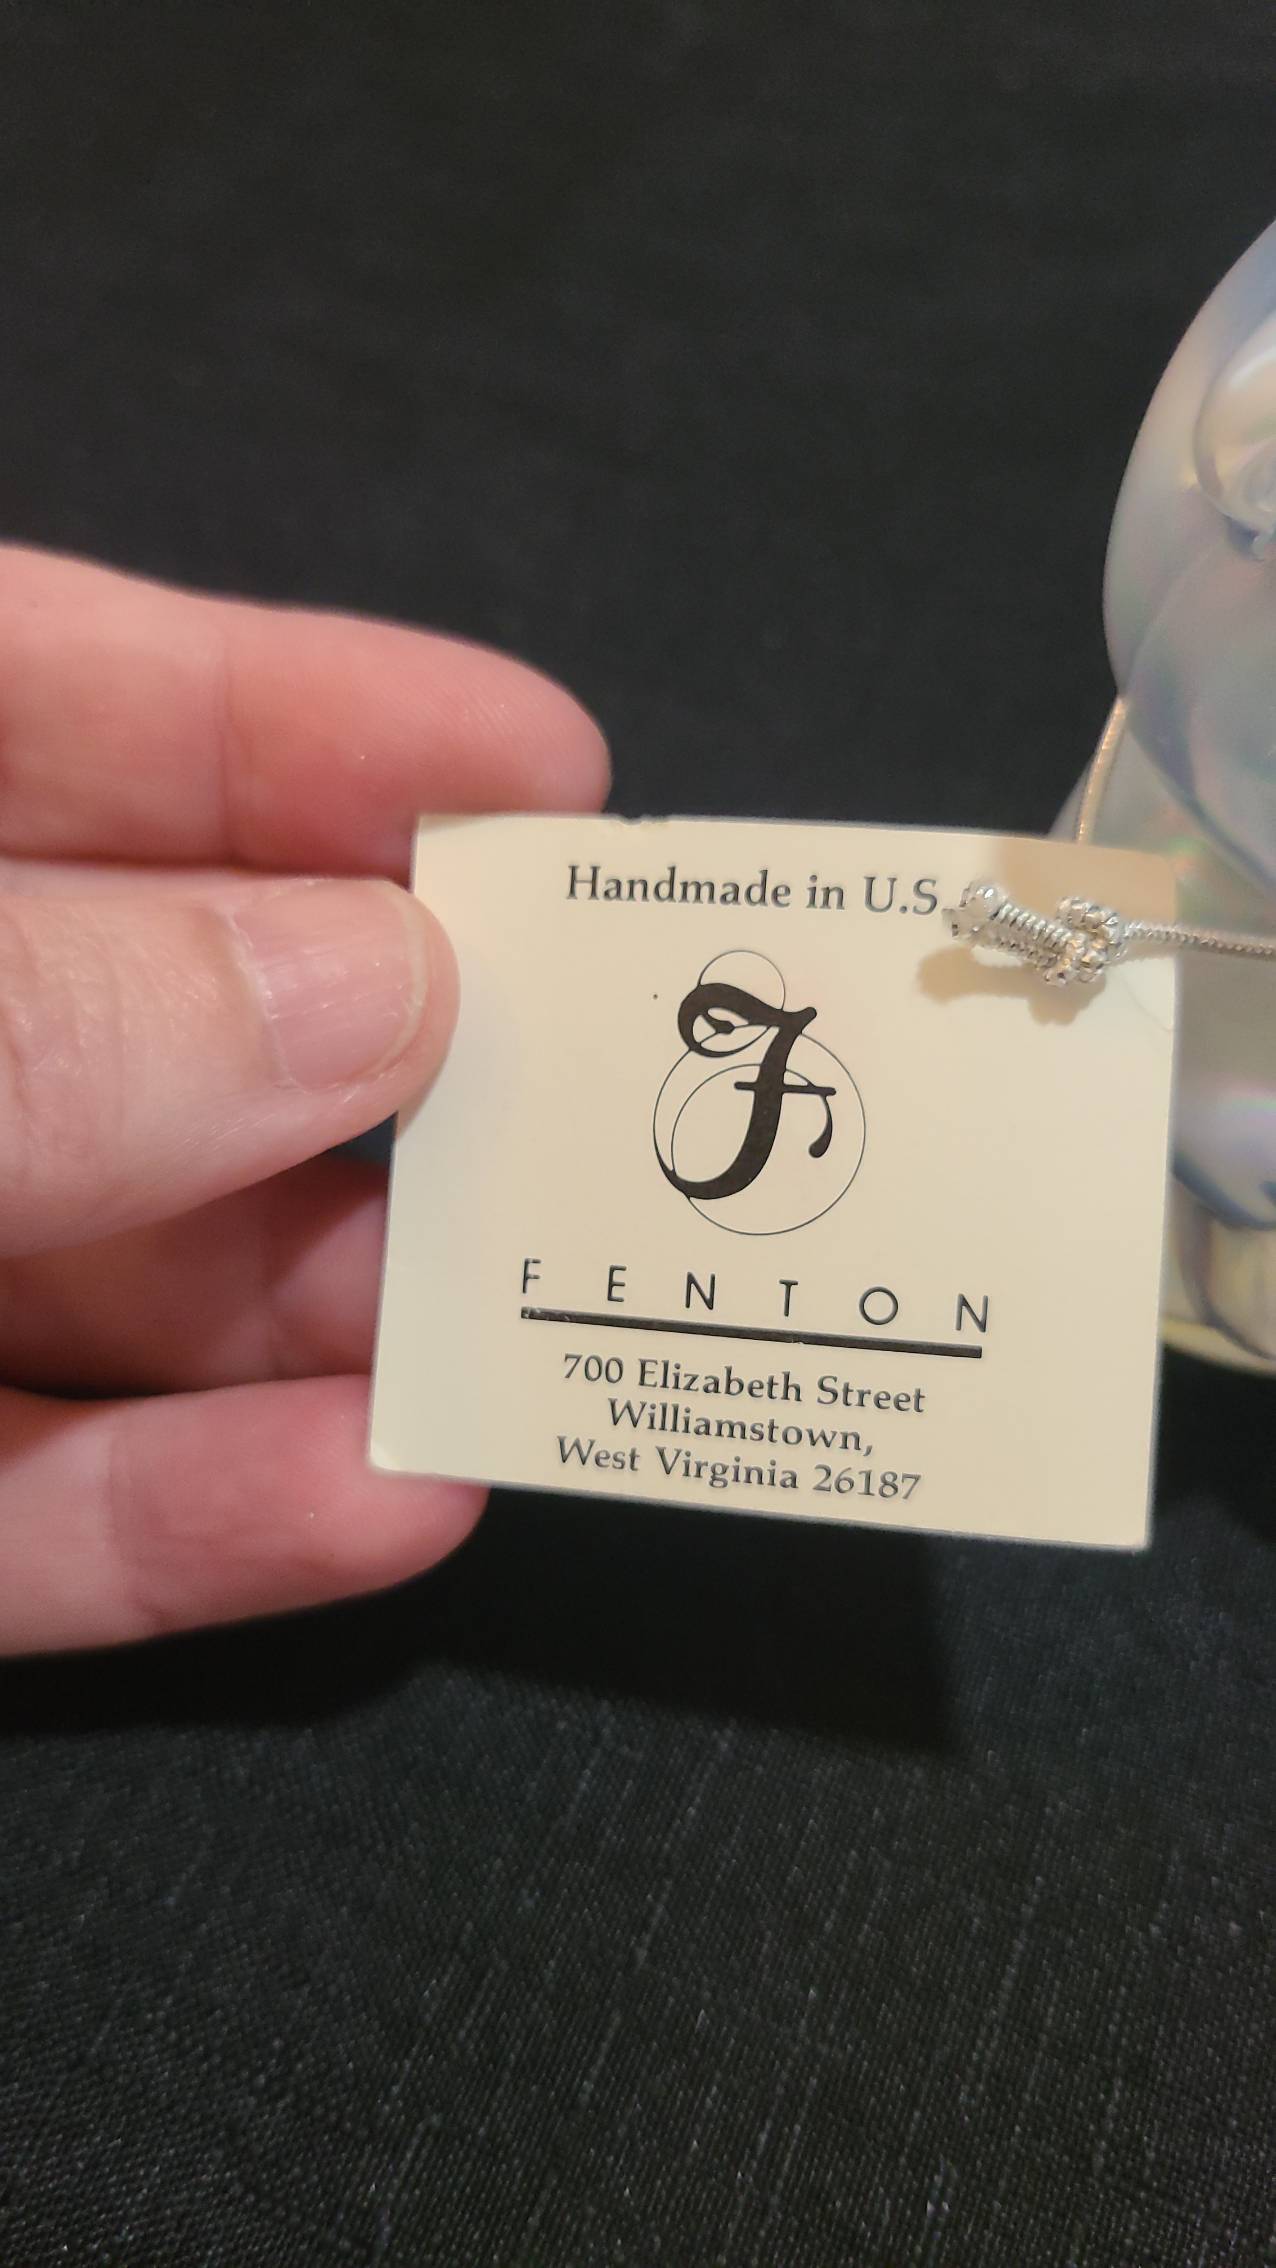 Handmade in U.S.
F
FENTON
700 Elizabeth Street
Williamstown,
West Virginia 26187